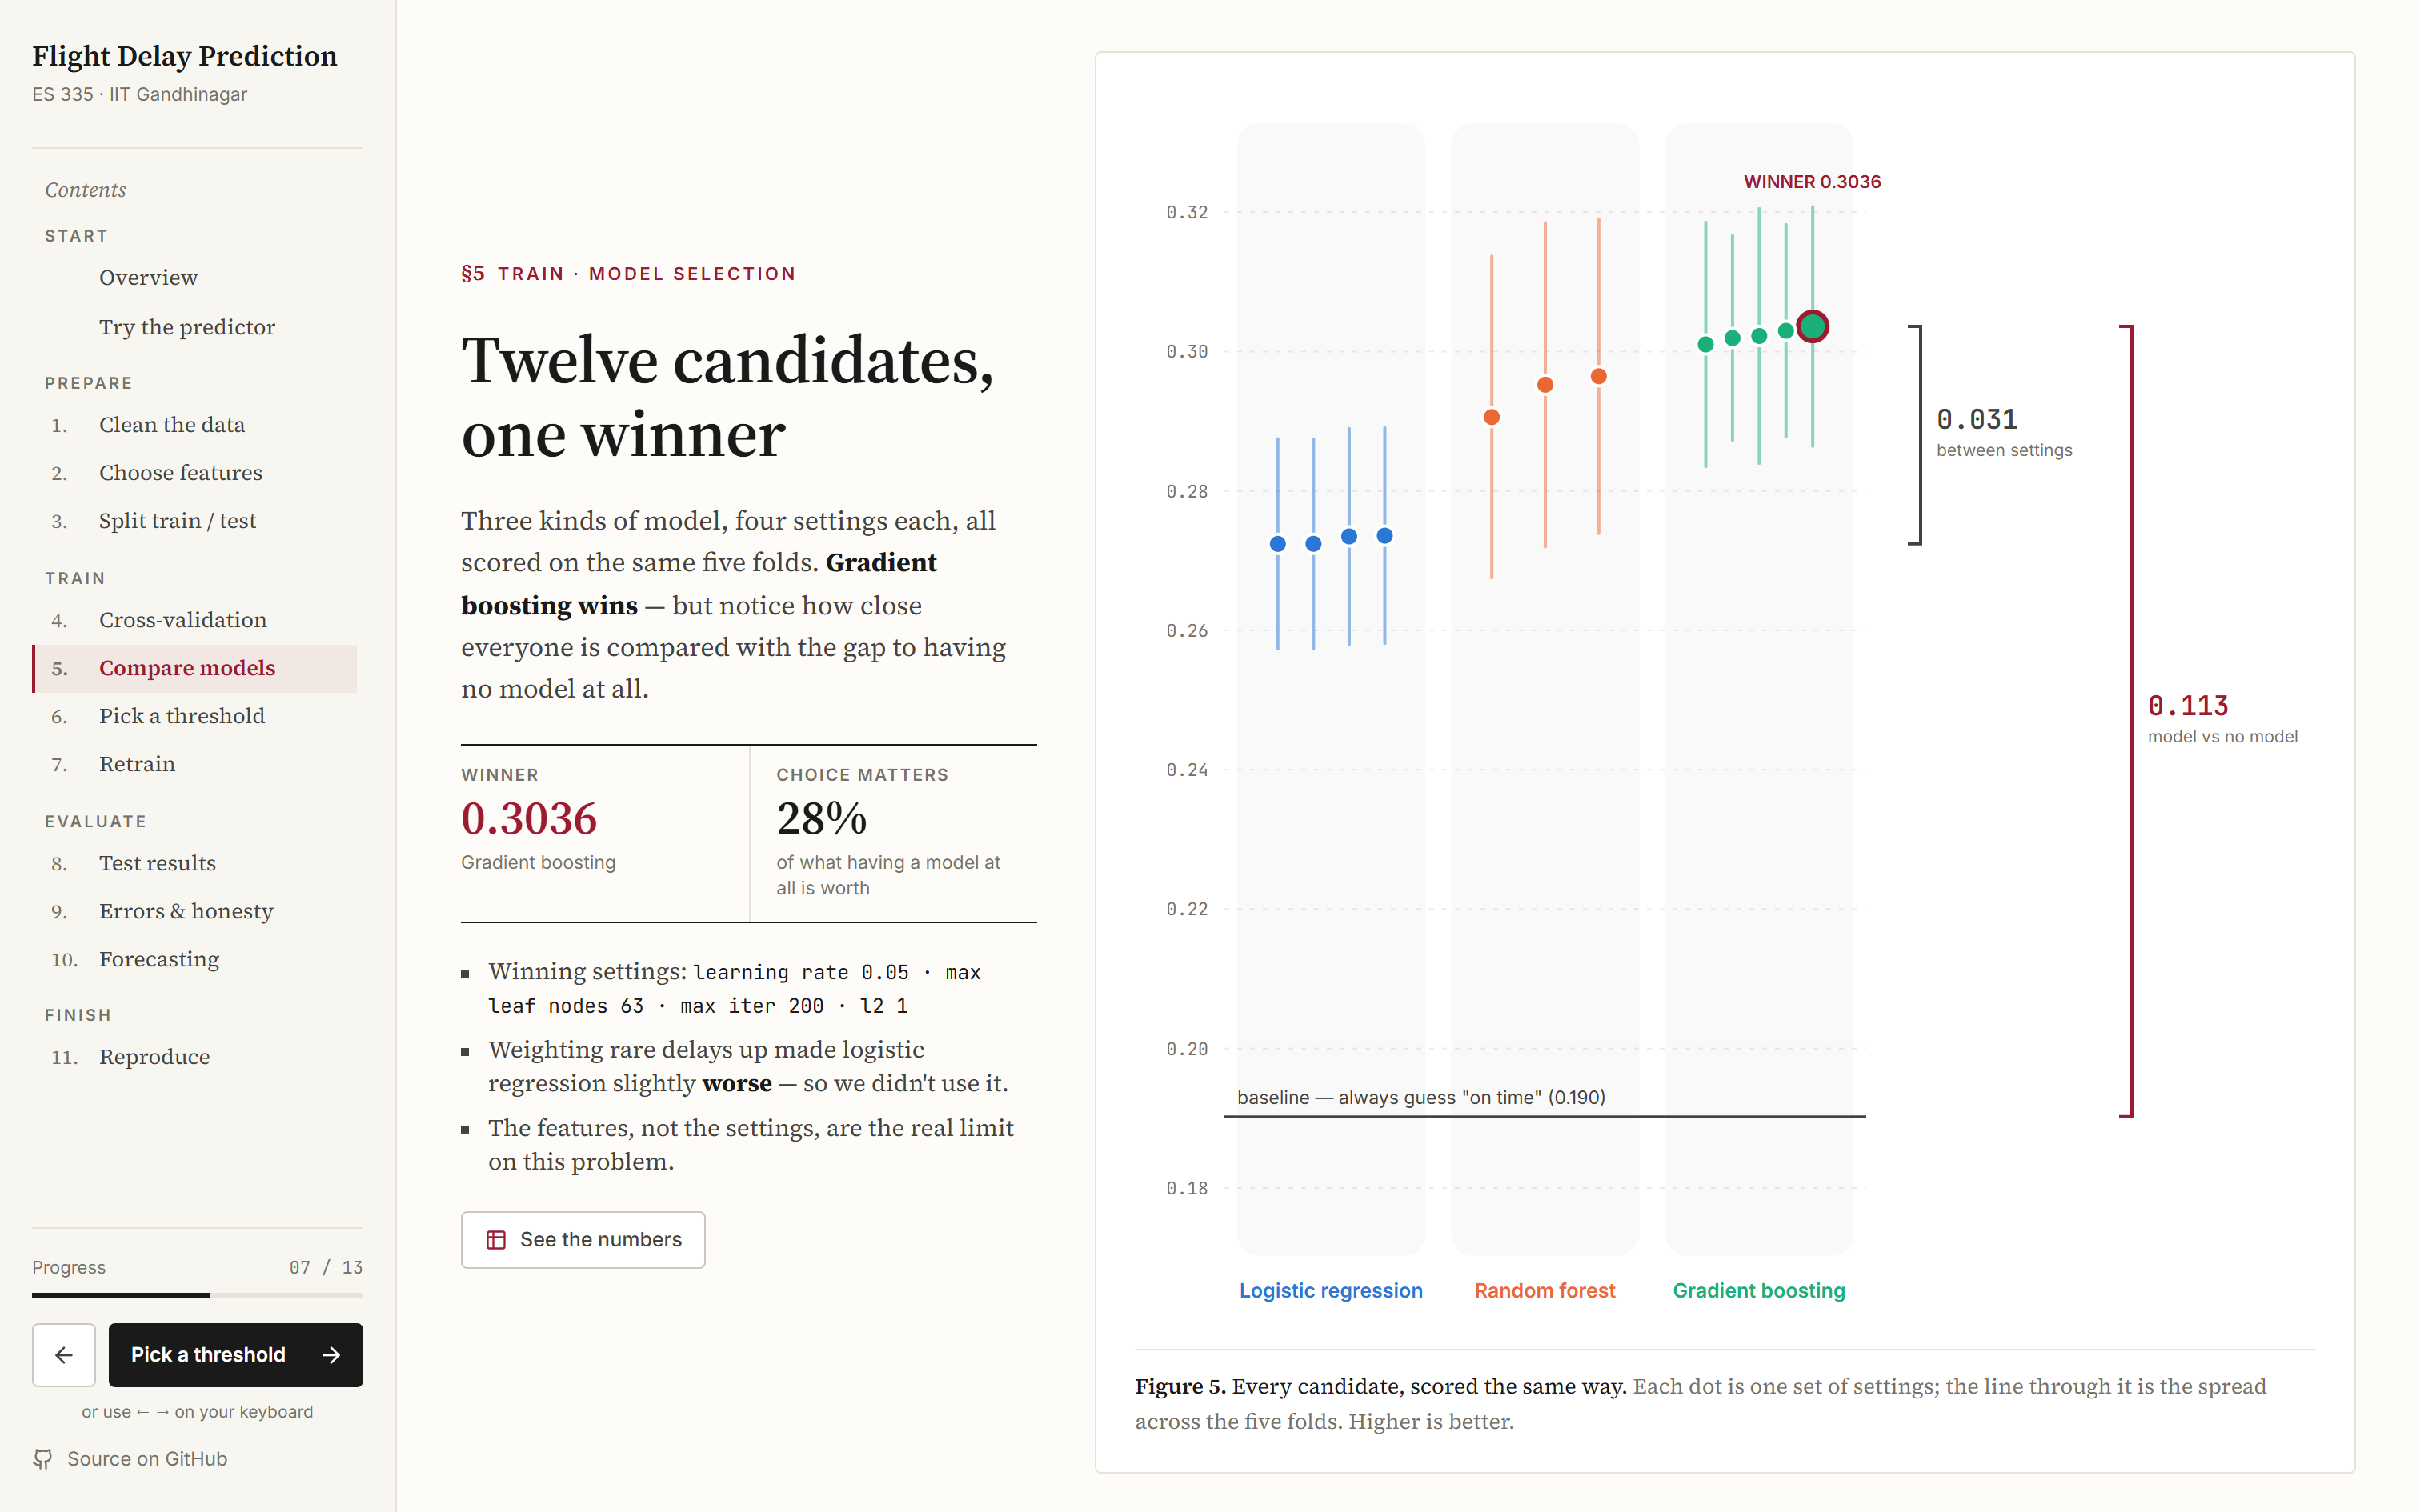 Flight Delay Prediction
ES 335 · IIT Gandhinagar
Contents
START
Overview
Try the predictor
PREPARE
1. Clean the data
2. Choose features
3. Split train / test
TRAIN
4. Cross-validation
5. Compare models
6. Pick a threshold
7. Retrain
EVALUATE
8. Test results
9. Errors & honesty
10. Forecasting
FINISH
11. Reproduce
Progress 07 / 13
← Pick a threshold →
or use ← → on your keyboard
Source on GitHub
§5 TRAIN · MODEL SELECTION
Twelve candidates,
one winner
Three kinds of model, four settings each, all
scored on the same five folds. Gradient
boosting wins — but notice how close
everyone is compared with the gap to having
no model at all.
WINNER
0.3036
Gradient boosting
CHOICE MATTERS
28%
of what having a model at
all is worth
▪ Winning settings: learning rate 0.05 · max
leaf nodes 63 · max iter 200 · l2 1
▪ Weighting rare delays up made logistic
regression slightly worse — so we didn't use it.
▪ The features, not the settings, are the real limit
on this problem.
See the numbers
WINNER 0.3036
0.32
0.30
0.28
0.26
0.24
0.22
0.20
0.18
baseline — always guess "on time" (0.190)
0.031
between settings
0.113
model vs no model
Logistic regression
Random forest
Gradient boosting
Figure 5. Every candidate, scored the same way. Each dot is one set of settings; the line through it is the spread
across the five folds. Higher is better.